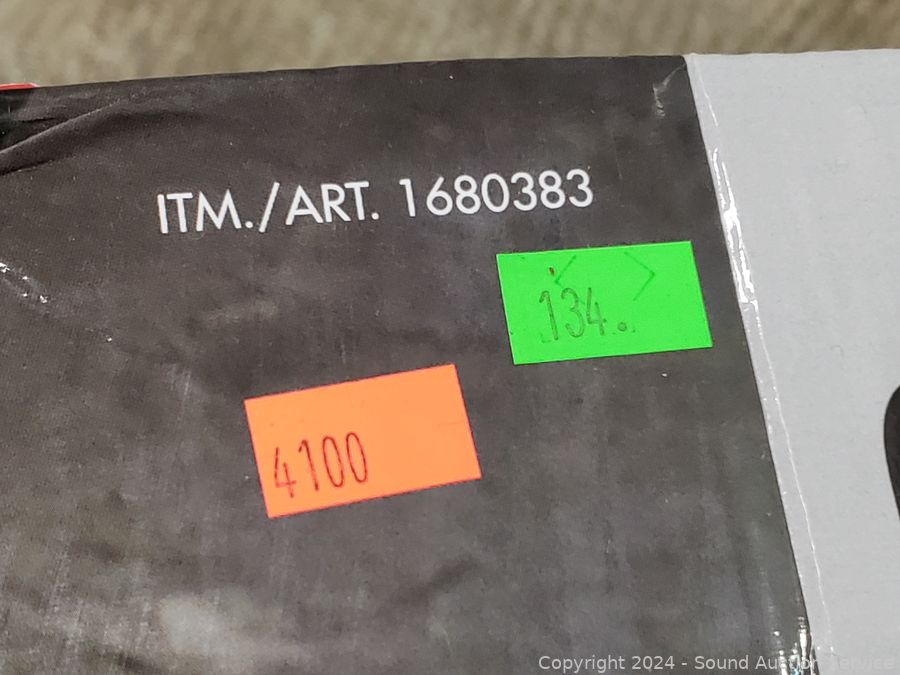 ITM./ART. 1680383
134.
4100
Copyright 2024 - Sound Auction Service